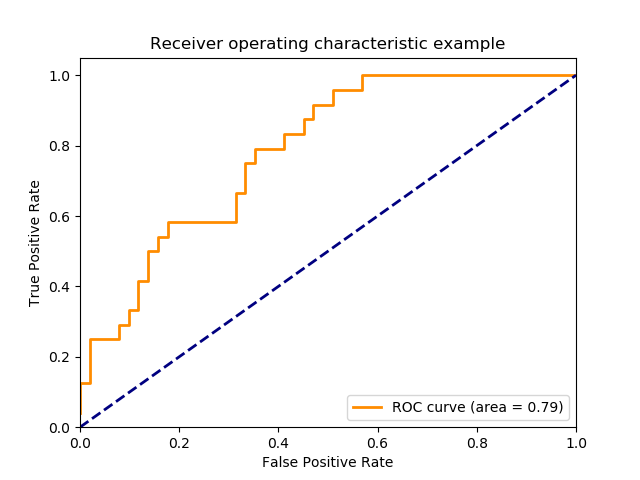 Receiver operating characteristic example
True Positive Rate
1.0
0.8
0.6
0.4
0.2
0.0
ROC curve (area = 0.79)
0.0 0.2 0.4 0.6 0.8 1.0
False Positive Rate